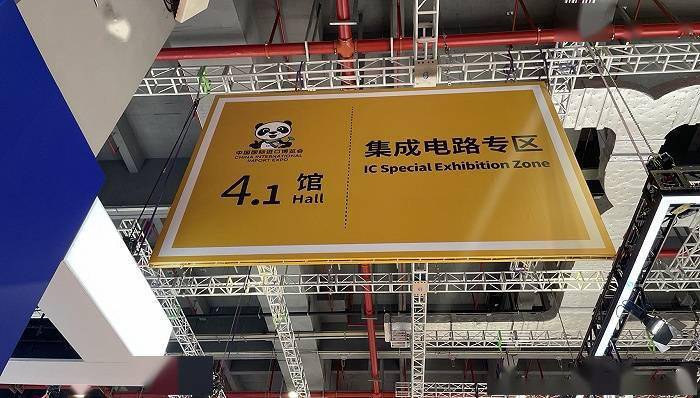 中国国际进口博览会
CHINA INTERNATIONAL
IMPORT EXPO
4.1 馆
Hall
集成电路专区
IC Special Exhibition Zone